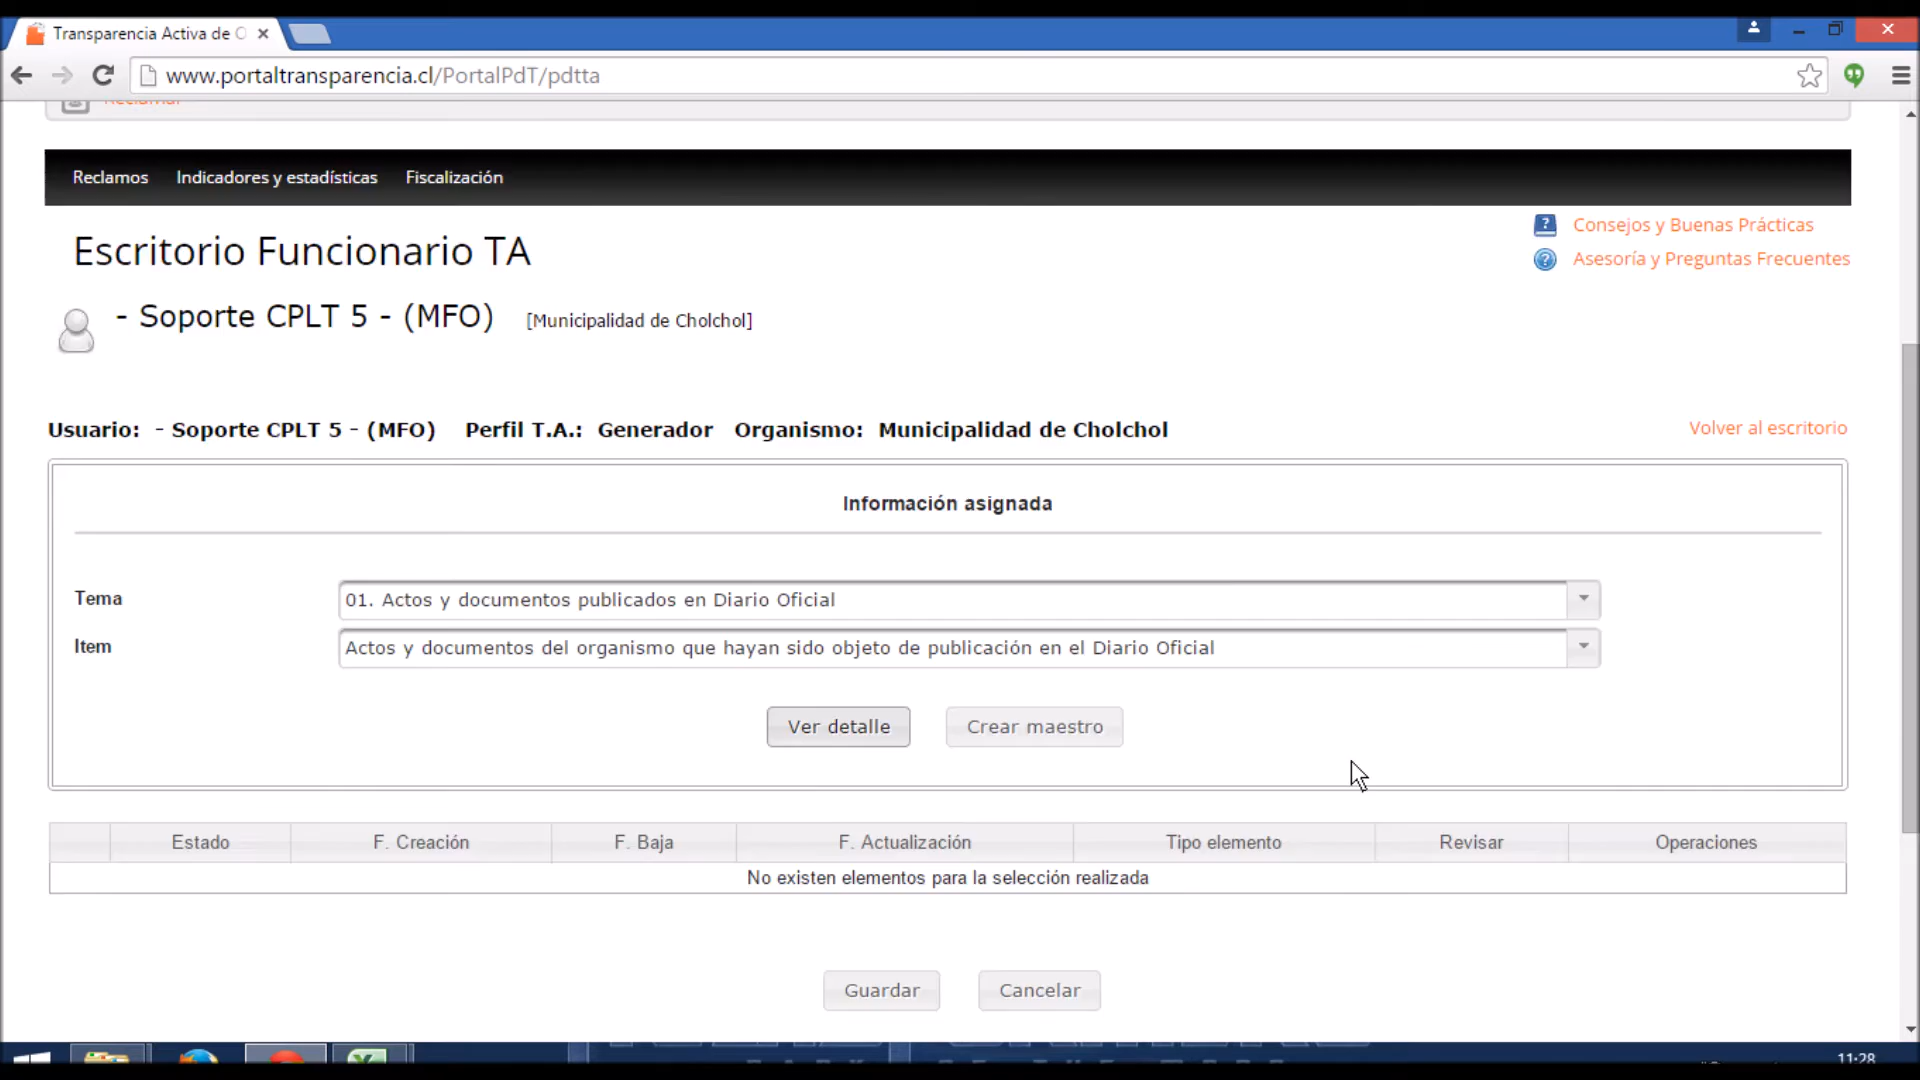 Transparencia Activa de C
www.portaltransparencia.cl/PortalPdT/pdtta
Reclamar
Reclamos Indicadores y estadísticas Fiscalización
Consejos y Buenas Prácticas
Escritorio Funcionario TA
Asesoría y Preguntas Frecuentes
- Soporte CPLT 5 - (MFO) [Municipalidad de Cholchol]
Usuario: - Soporte CPLT 5 - (MFO) Perfil T.A.: Generador Organismo: Municipalidad de Cholchol Volver al escritorio
Información asignada
Tema 01. Actos y documentos publicados en Diario Oficial
Item Actos y documentos del organismo que hayan sido objeto de publicación en el Diario Oficial
Ver detalle Crear maestro
Estado F. Creación F. Baja F. Actualización Tipo elemento Revisar Operaciones
No existen elementos para la selección realizada
Guardar Cancelar
11:28